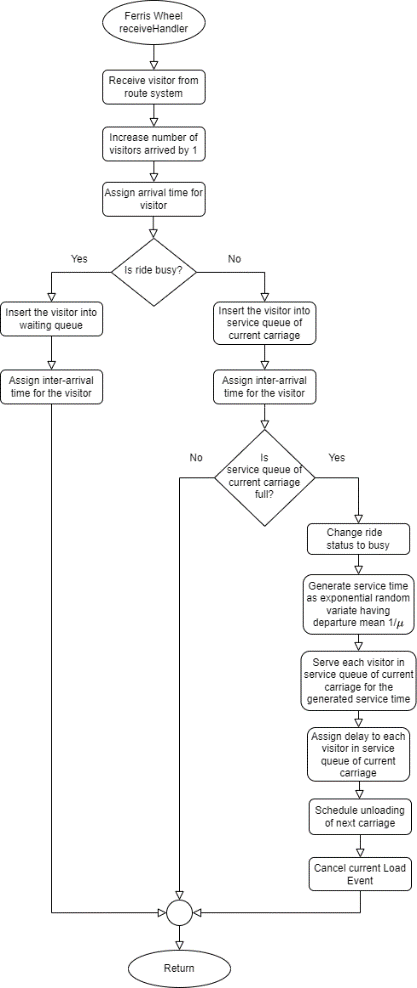 Ferris Wheel
receiveHandler
Receive visitor from
route system
Increase number of
visitors arrived by 1
Assign arrival time for
visitor
Is ride busy?
Yes
No
Insert the visitor into
waiting queue
Assign inter-arrival
time for the visitor
Insert the visitor into
service queue of
current carriage
Assign inter-arrival
time for the visitor
Is
service queue of
current carriage
full?
No
Yes
Change ride
status to busy
Generate service time
as exponential random
variate having
departure mean 1/μ
Serve each visitor in
service queue of current
carriage for the
generated service time
Assign delay to each
visitor in service
queue of current
carriage
Schedule unloading
of next carriage
Cancel current Load
Event
Return